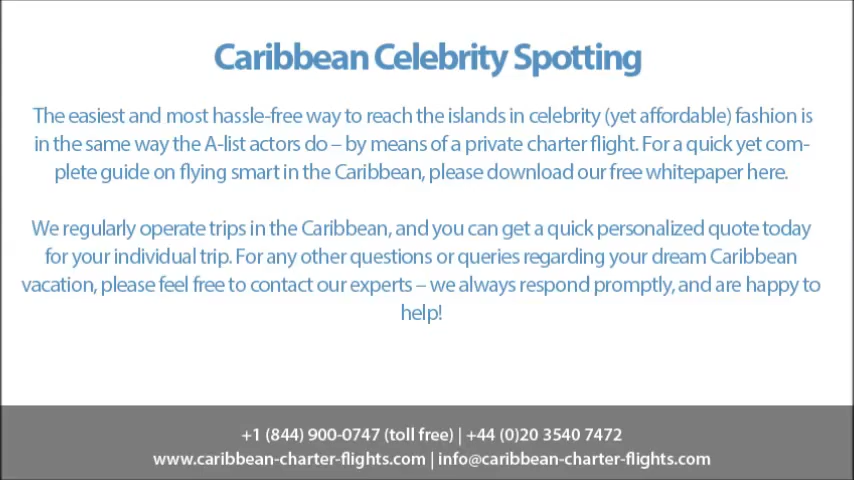 Caribbean Celebrity Spotting
The easiest and most hassle-free way to reach the islands in celebrity (yet affordable) fashion is
in the same way the A-list actors do – by means of a private charter flight. For a quick yet com-
plete guide on flying smart in the Caribbean, please download our free whitepaper here.
We regularly operate trips in the Caribbean, and you can get a quick personalized quote today
for your individual trip. For any other questions or queries regarding your dream Caribbean
vacation, please feel free to contact our experts – we always respond promptly, and are happy to
help!
+1 (844) 900-0747 (toll free) | +44 (0)20 3540 7472
www.caribbean-charter-flights.com | info@caribbean-charter-flights.com